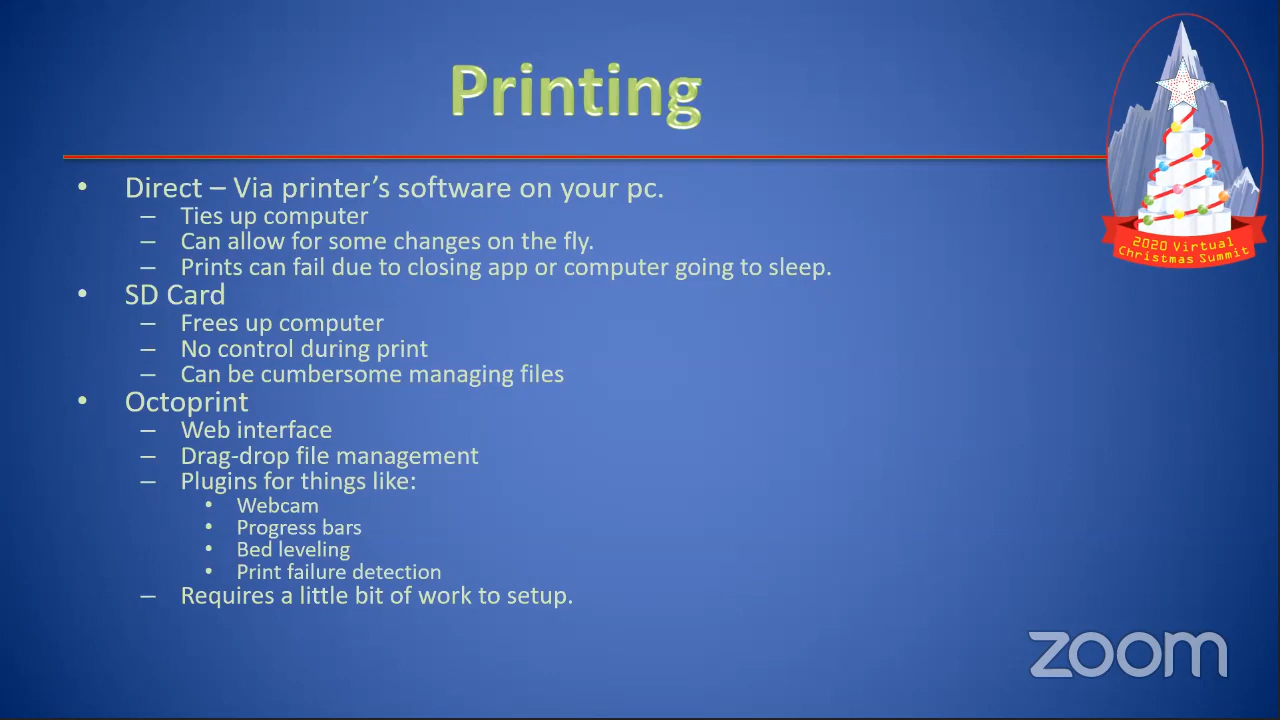 Printing
• Direct – Via printer’s software on your pc.
– Ties up computer
– Can allow for some changes on the fly.
– Prints can fail due to closing app or computer going to sleep.
• SD Card
– Frees up computer
– No control during print
– Can be cumbersome managing files
• Octoprint
– Web interface
– Drag-drop file management
– Plugins for things like:
• Webcam
• Progress bars
• Bed leveling
• Print failure detection
– Requires a little bit of work to setup.
2020 Virtual
Christmas Summit
zoom